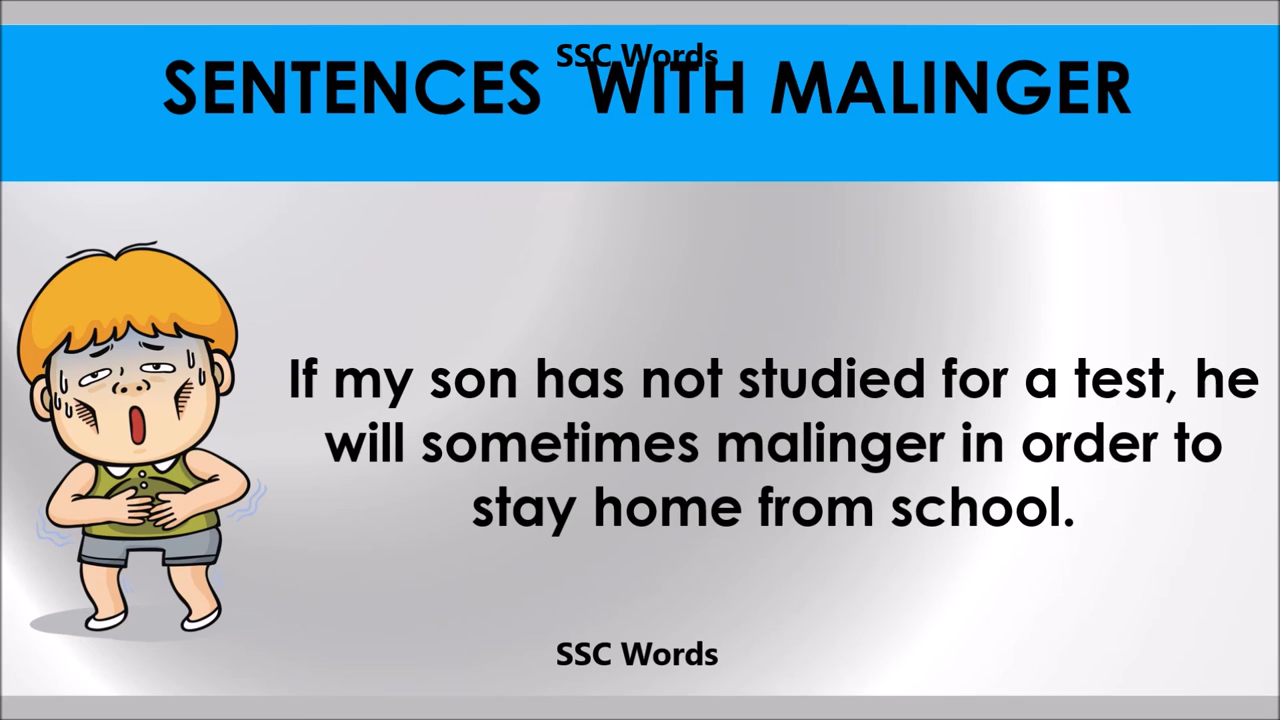 SSC Words
SENTENCES WITH MALINGER
If my son has not studied for a test, he
will sometimes malinger in order to
stay home from school.
SSC Words